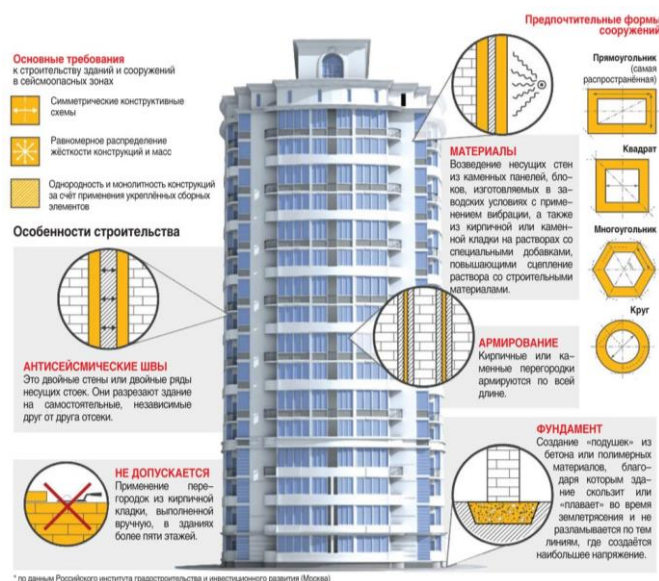 Основные требования
к строительству зданий и сооружений
в сейсмоопасных зонах
Симметрические конструктивные
схемы
Равномерное распределение
жёсткости конструкций и масс
Однородность и монолитность конструкций
за счёт применения укреплённых сборных
элементов
Особенности строительства
АНТИСЕЙСМИЧЕСКИЕ ШВЫ
Это двойные стены или двойные ряды
несущих стоек. Они разрезают здание
на самостоятельные, независимые
друг от друга отсеки.
НЕ ДОПУСКАЕТСЯ
Применение пере-
городок из кирпичной
кладки, выполненной
вручную, в зданиях
более пяти этажей.
МАТЕРИАЛЫ
Возведение несущих стен
из каменных панелей, бло-
ков, изготовляемых в за-
водских условиях с приме-
нением вибрации, а также
из кирпичной или камен-
ной кладки на растворах со
специальными добавками,
повышающими сцепление
раствора со строительными
материалами.
АРМИРОВАНИЕ
Кирпичные или ка-
менные перегородки
армируются по всей
длине.
ФУНДАМЕНТ
Создание «подушек» из
бетона или полимерных
материалов, благо-
даря которым зда-
ние скользит или
«плавает» во время
землетрясения и не
разламывается по тем
линиям, где создаётся
наибольшее напряжение.
Предпочтительные формы
сооружений
Прямоугольник
(самая
распространённая)
Квадрат
Многоугольник
Круг
* по данным Российского института градостроительства и инвестиционного развития (Москва)